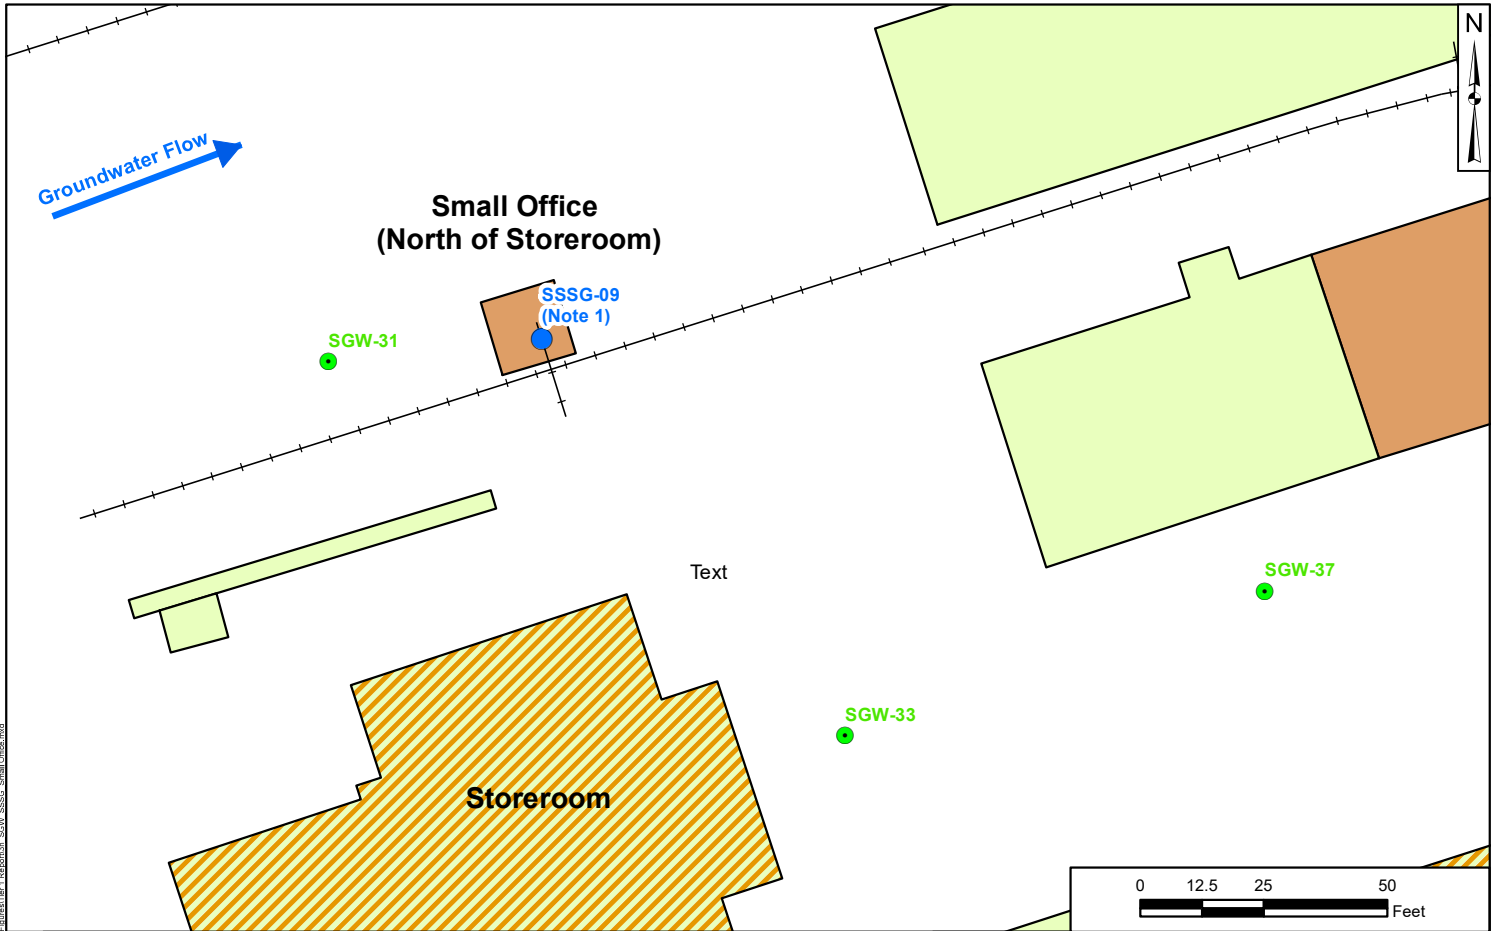 N
Groundwater Flow
Small Office
(North of Storeroom)
SSSG-09
(Note 1)
SGW-31
Text
SGW-37
SGW-33
Storeroom
0 12.5 25 50
Feet